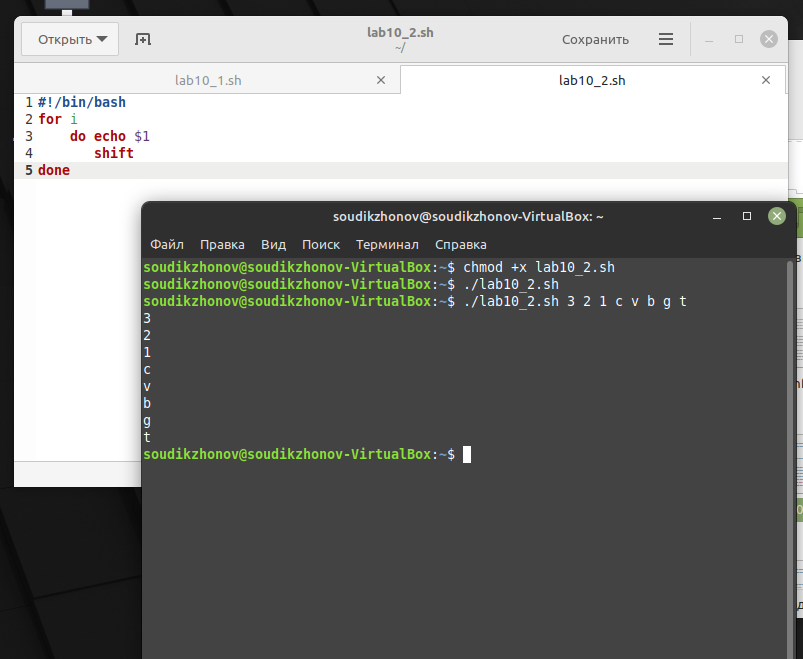 Открыть
lab10_2.sh
~/
Сохранить
lab10_1.sh
lab10_2.sh
1 #!/bin/bash
2 for i
3     do echo $1
4        shift
5 done
soudikzhonov@soudikzhonov-VirtualBox: ~
Файл Правка Вид Поиск Терминал Справка
soudikzhonov@soudikzhonov-VirtualBox:~$ chmod +x lab10_2.sh
soudikzhonov@soudikzhonov-VirtualBox:~$ ./lab10_2.sh
soudikzhonov@soudikzhonov-VirtualBox:~$ ./lab10_2.sh 3 2 1 c v b g t
3
2
1
c
v
b
g
t
soudikzhonov@soudikzhonov-VirtualBox:~$